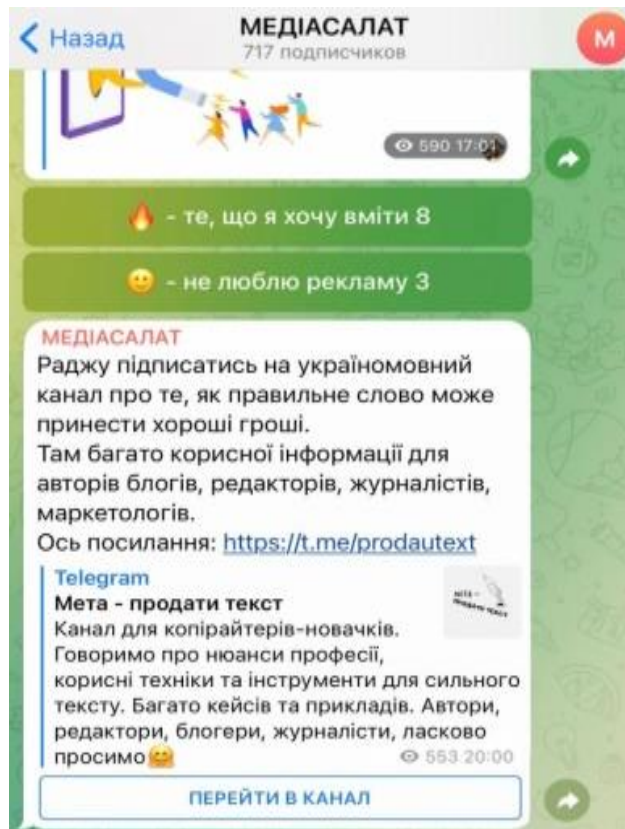 Назад
МЕДІАСАЛАТ
717 подписчиков
М
590 17:01
🔥 - те, що я хочу вміти 8
🙂 - не люблю рекламу 3
МЕДІАСАЛАТ
Раджу підписатись на україномовний
канал про те, як правильне слово може
принести хороші гроші.
Там багато корисної інформації для
авторів блогів, редакторів, журналістів,
маркетологів.
Ось посилання: https://t.me/prodautext
Telegram
Мета - продати текст
мета -
продати текст
Канал для копірайтерів-новачків.
Говоримо про нюанси професії,
корисні техніки та інструменти для сильного
тексту. Багато кейсів та прикладів. Автори,
редактори, блогери, журналісти, ласково
просимо🤗 553 20:00
ПЕРЕЙТИ В КАНАЛ